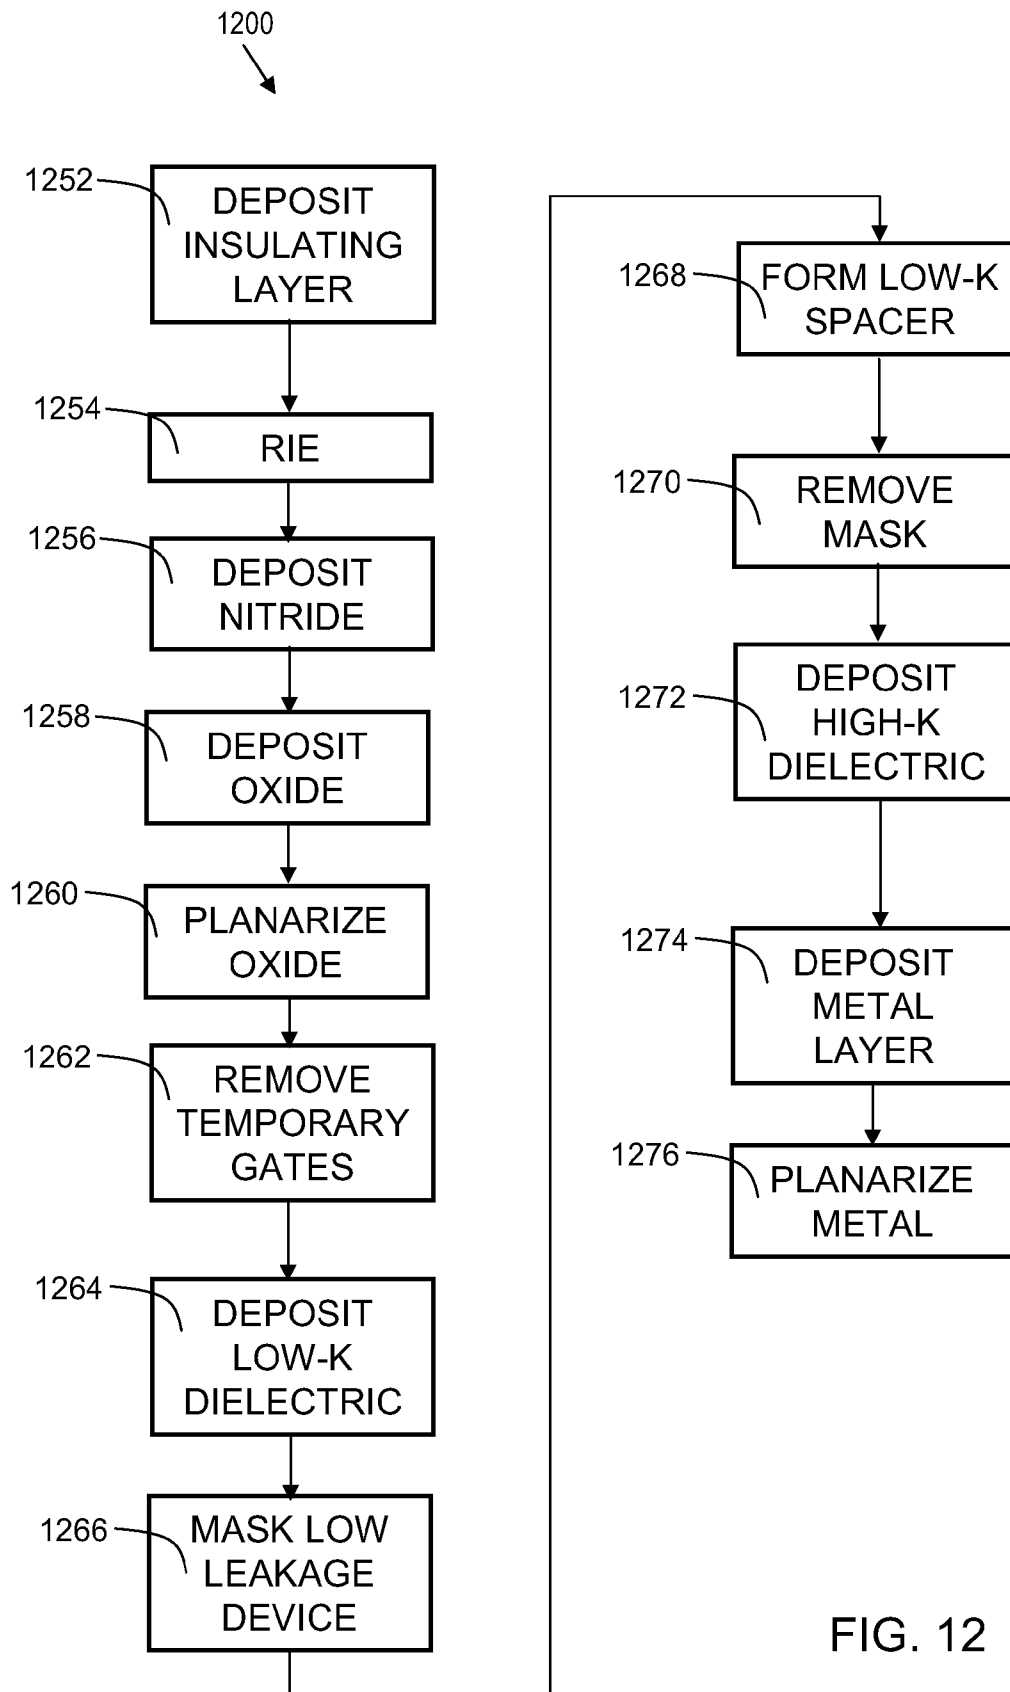 1200
1252
DEPOSIT
INSULATING
LAYER
1254
RIE
1256
DEPOSIT
NITRIDE
1258
DEPOSIT
OXIDE
1260
PLANARIZE
OXIDE
1262
REMOVE
TEMPORARY
GATES
1264
DEPOSIT
LOW-K
DIELECTRIC
1266
MASK LOW
LEAKAGE
DEVICE
1268
FORM LOW-K
SPACER
1270
REMOVE
MASK
1272
DEPOSIT
HIGH-K
DIELECTRIC
1274
DEPOSIT
METAL
LAYER
1276
PLANARIZE
METAL
FIG. 12